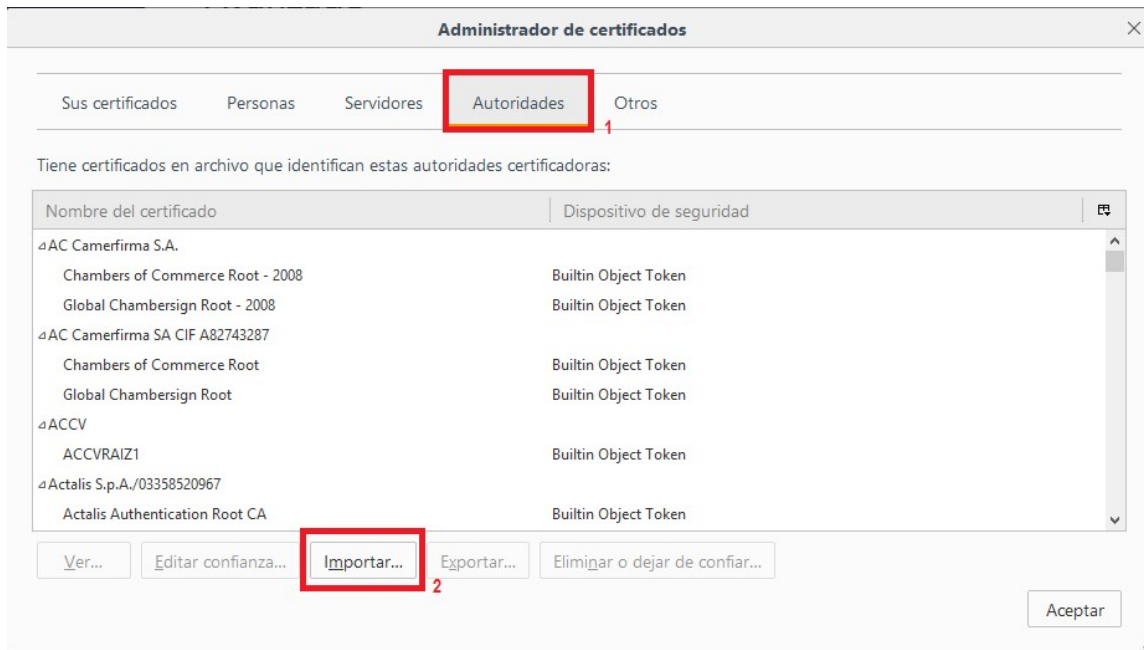 Administrador de certificados
Sus certificados Personas Servidores Autoridades Otros
1
Tiene certificados en archivo que identifican estas autoridades certificadoras:
Nombre del certificado Dispositivo de seguridad
AC Camerfirma S.A.
Chambers of Commerce Root - 2008 Builtin Object Token
Global Chambersign Root - 2008 Builtin Object Token
AC Camerfirma SA CIF A82743287
Chambers of Commerce Root Builtin Object Token
Global Chambersign Root Builtin Object Token
ACCV
ACCVRAIZ1 Builtin Object Token
Actalis S.p.A./03358520967
Actalis Authentication Root CA Builtin Object Token
Ver... Editar confianza... Importar... Exportar... Eliminar o dejar de confiar...
2
Aceptar